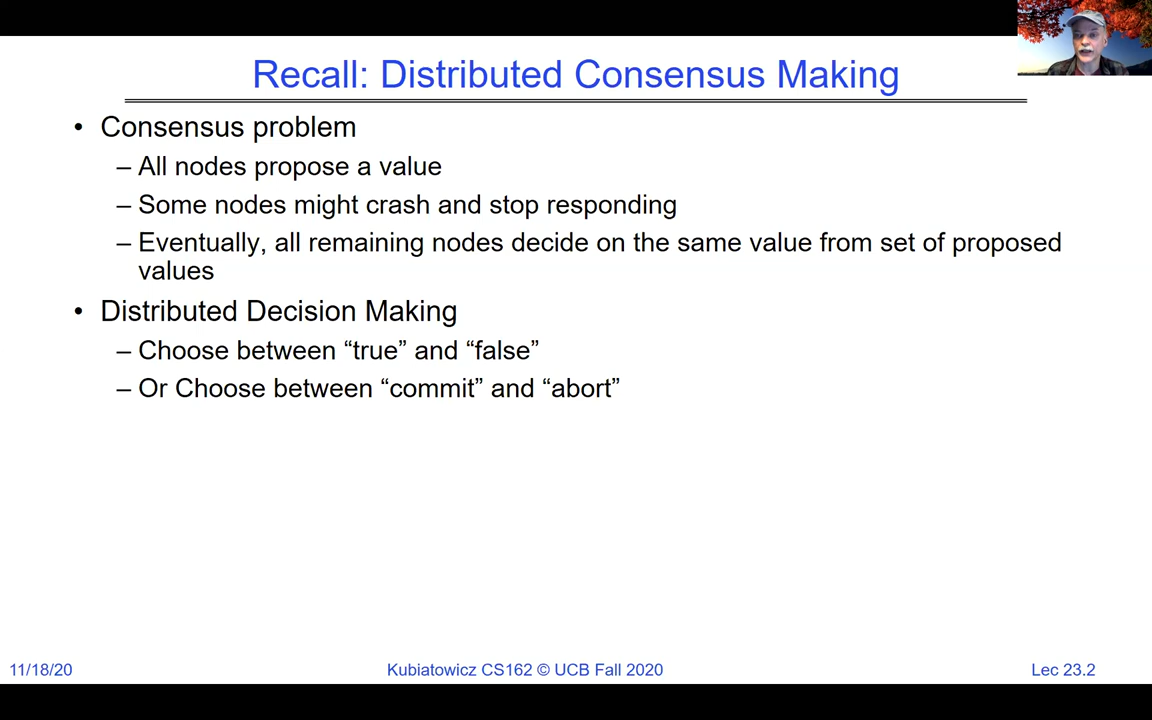 Recall: Distributed Consensus Making
• Consensus problem
– All nodes propose a value
– Some nodes might crash and stop responding
– Eventually, all remaining nodes decide on the same value from set of proposed
values
• Distributed Decision Making
– Choose between “true” and “false”
– Or Choose between “commit” and “abort”
11/18/20
Kubiatowicz CS162 © UCB Fall 2020
Lec 23.2